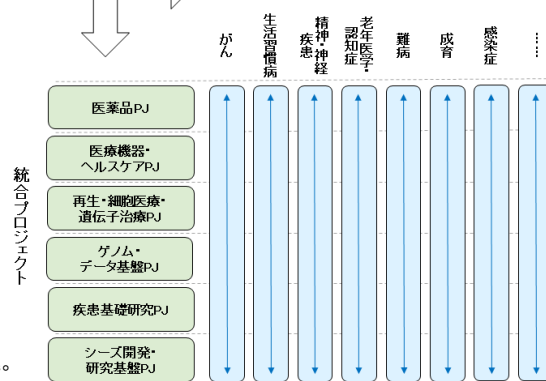 がん
生活習慣病
精神・神経
疾患
老年医学・
認知症
難病
成育
感染症
……
統合プロジェクト
医薬品PJ
医療機器・
ヘルスケアPJ
再生・細胞医療・
遺伝子治療PJ
ゲノム・
データ基盤PJ
疾患基礎研究PJ
シーズ開発・
研究基盤PJ
。